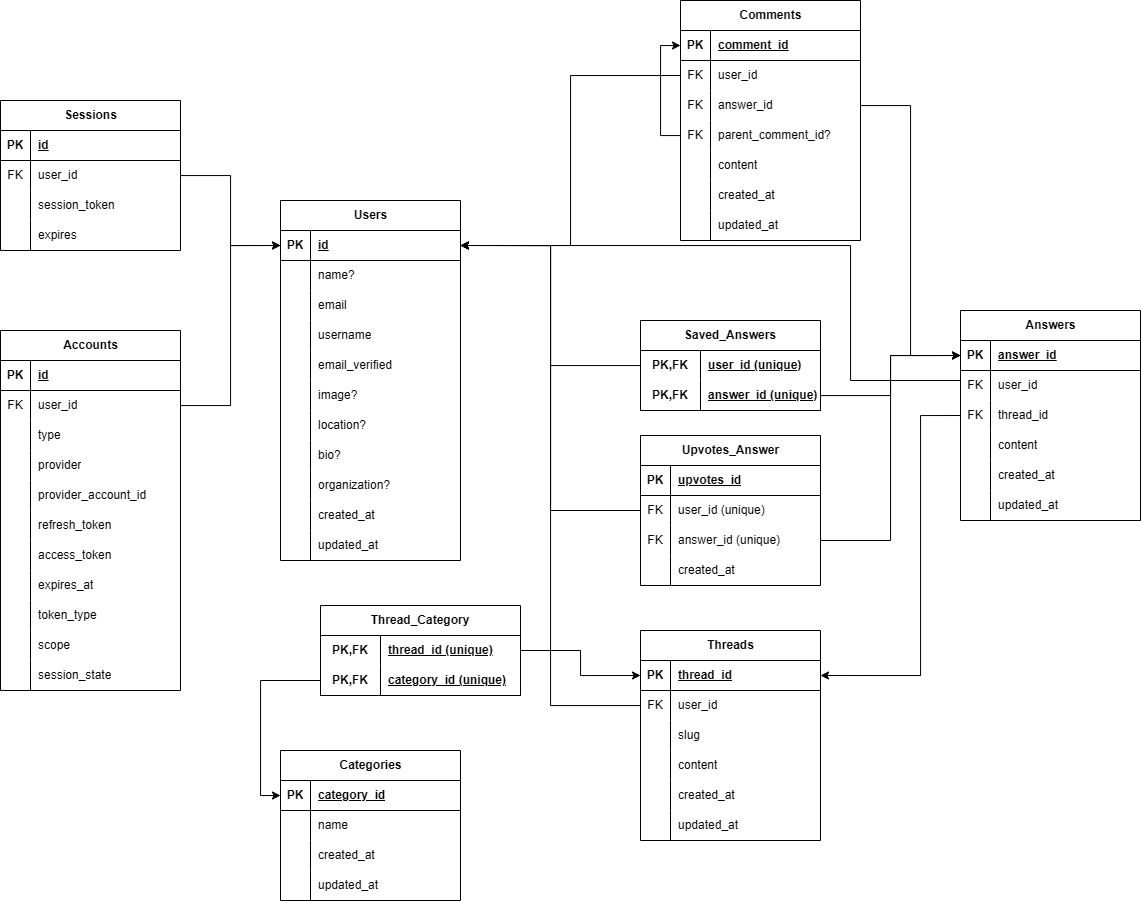 Comments
PK comment_id
FK user_id
FK answer_id
FK parent_comment_id?
content
created_at
updated_at
Sessions
PK id
FK user_id
session_token
expires
Users
PK id
name?
email
username
email_verified
image?
location?
bio?
organization?
created_at
updated_at
Accounts
PK id
FK user_id
type
provider
provider_account_id
refresh_token
access_token
expires_at
token_type
scope
session_state
Saved_Answers
PK,FK user_id (unique)
PK,FK answer_id (unique)
Answers
PK answer_id
FK user_id
FK thread_id
content
created_at
updated_at
Upvotes_Answer
PK upvotes_id
FK user_id (unique)
FK answer_id (unique)
created_at
Thread_Category
PK,FK thread_id (unique)
PK,FK category_id (unique)
Threads
PK thread_id
FK user_id
slug
content
created_at
updated_at
Categories
PK category_id
name
created_at
updated_at